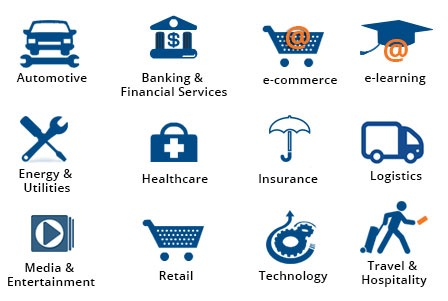 Automotive
Banking &
Financial Services
@
e-commerce
@
e-learning
$
Energy &
Utilities
Healthcare
Insurance
Logistics
Media &
Entertainment
Retail
Technology
Travel &
Hospitality